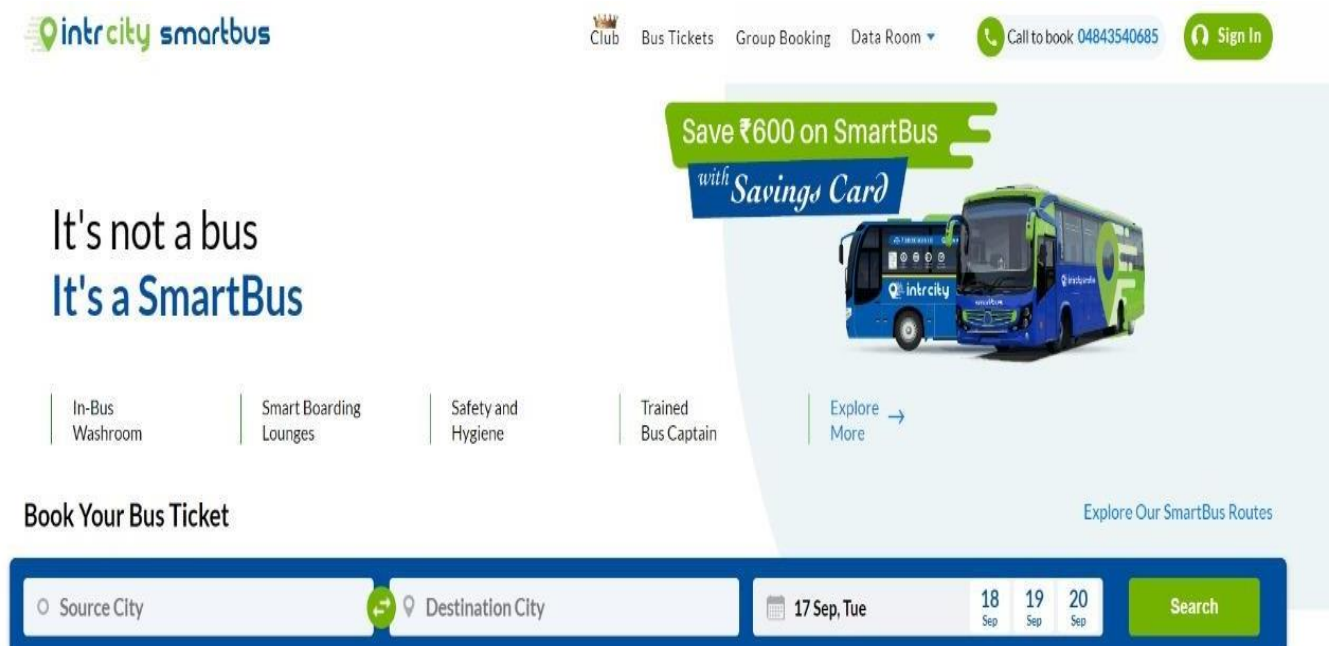 intrcity smartbus
Club Bus Tickets Group Booking Data Room Call to book 04843540685 Sign In
Save ₹600 on SmartBus
with Savings Card
It's not a bus
It's a SmartBus
intrcity
In-Bus
Washroom
Smart Boarding
Lounges
Safety and
Hygiene
Trained
Bus Captain
Explore
More
Book Your Bus Ticket
Explore Our SmartBus Routes
Source City
Destination City
17 Sep, Tue
18
Sep
19
Sep
20
Sep
Search